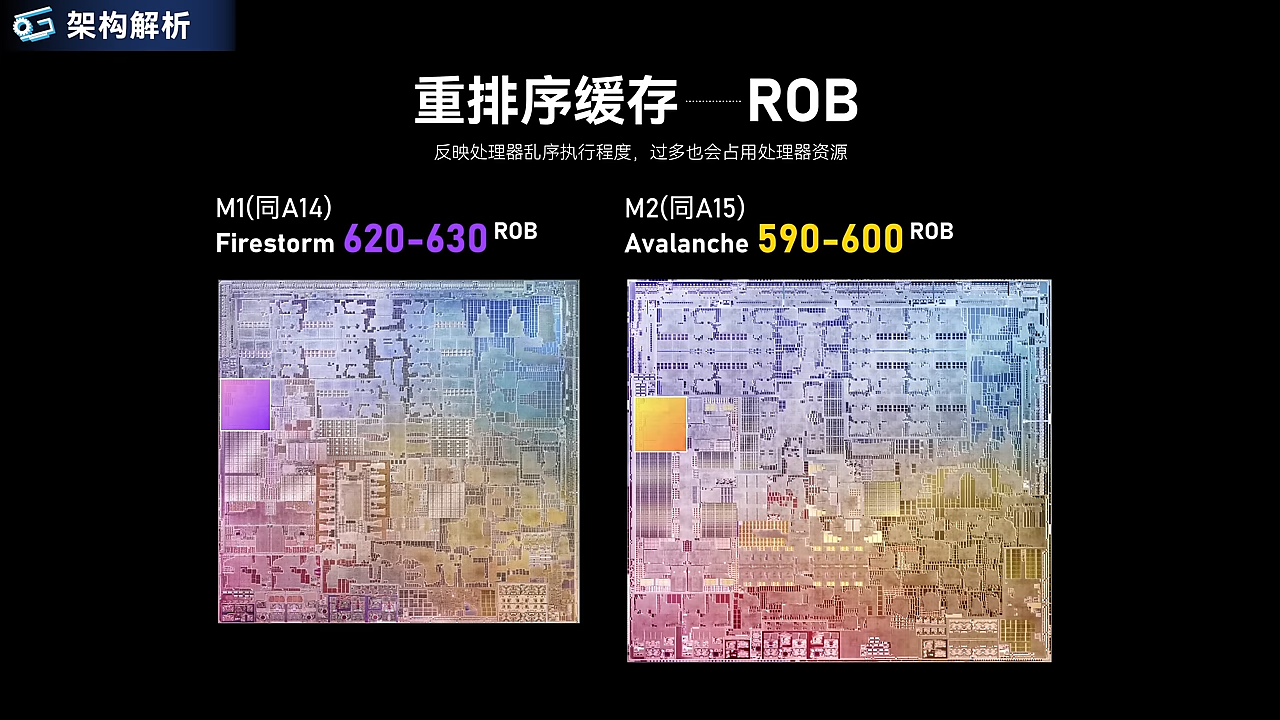 架构解析
重排序缓存 ROB
反映处理器乱序执行程度，过多也会占用处理器资源
M1(同A14)
Firestorm 620-630 ROB
M2(同A15)
Avalanche 590-600 ROB